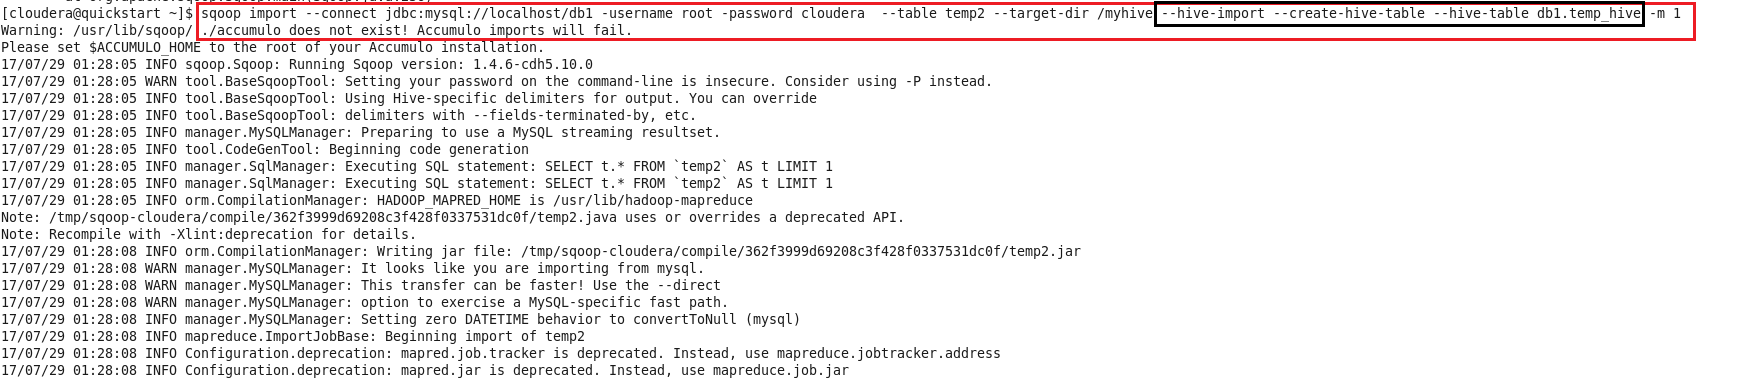 [cloudera@quickstart ~]$ sqoop import --connect jdbc:mysql://localhost/db1 -username root -password cloudera  --table temp2 --target-dir /myhive --hive-import --create-hive-table --hive-table db1.temp_hive -m 1
Warning: /usr/lib/sqoop/../accumulo does not exist! Accumulo imports will fail.
Please set $ACCUMULO_HOME to the root of your Accumulo installation.
17/07/29 01:28:05 INFO sqoop.Sqoop: Running Sqoop version: 1.4.6-cdh5.10.0
17/07/29 01:28:05 WARN tool.BaseSqoopTool: Setting your password on the command-line is insecure. Consider using -P instead.
17/07/29 01:28:05 INFO tool.BaseSqoopTool: Using Hive-specific delimiters for output. You can override
17/07/29 01:28:05 INFO tool.BaseSqoopTool: delimiters with --fields-terminated-by, etc.
17/07/29 01:28:05 INFO manager.MySQLManager: Preparing to use a MySQL streaming resultset.
17/07/29 01:28:05 INFO tool.CodeGenTool: Beginning code generation
17/07/29 01:28:05 INFO manager.SqlManager: Executing SQL statement: SELECT t.* FROM `temp2` AS t LIMIT 1
17/07/29 01:28:05 INFO manager.SqlManager: Executing SQL statement: SELECT t.* FROM `temp2` AS t LIMIT 1
17/07/29 01:28:05 INFO orm.CompilationManager: HADOOP_MAPRED_HOME is /usr/lib/hadoop-mapreduce
Note: /tmp/sqoop-cloudera/compile/362f3999d69208c3f428f0337531dc0f/temp2.java uses or overrides a deprecated API.
Note: Recompile with -Xlint:deprecation for details.
17/07/29 01:28:08 INFO orm.CompilationManager: Writing jar file: /tmp/sqoop-cloudera/compile/362f3999d69208c3f428f0337531dc0f/temp2.jar
17/07/29 01:28:08 WARN manager.MySQLManager: It looks like you are importing from mysql.
17/07/29 01:28:08 WARN manager.MySQLManager: This transfer can be faster! Use the --direct
17/07/29 01:28:08 WARN manager.MySQLManager: option to exercise a MySQL-specific fast path.
17/07/29 01:28:08 INFO manager.MySQLManager: Setting zero DATETIME behavior to convertToNull (mysql)
17/07/29 01:28:08 INFO mapreduce.ImportJobBase: Beginning import of temp2
17/07/29 01:28:08 INFO Configuration.deprecation: mapred.job.tracker is deprecated. Instead, use mapreduce.jobtracker.address
17/07/29 01:28:08 INFO Configuration.deprecation: mapred.jar is deprecated. Instead, use mapreduce.job.jar